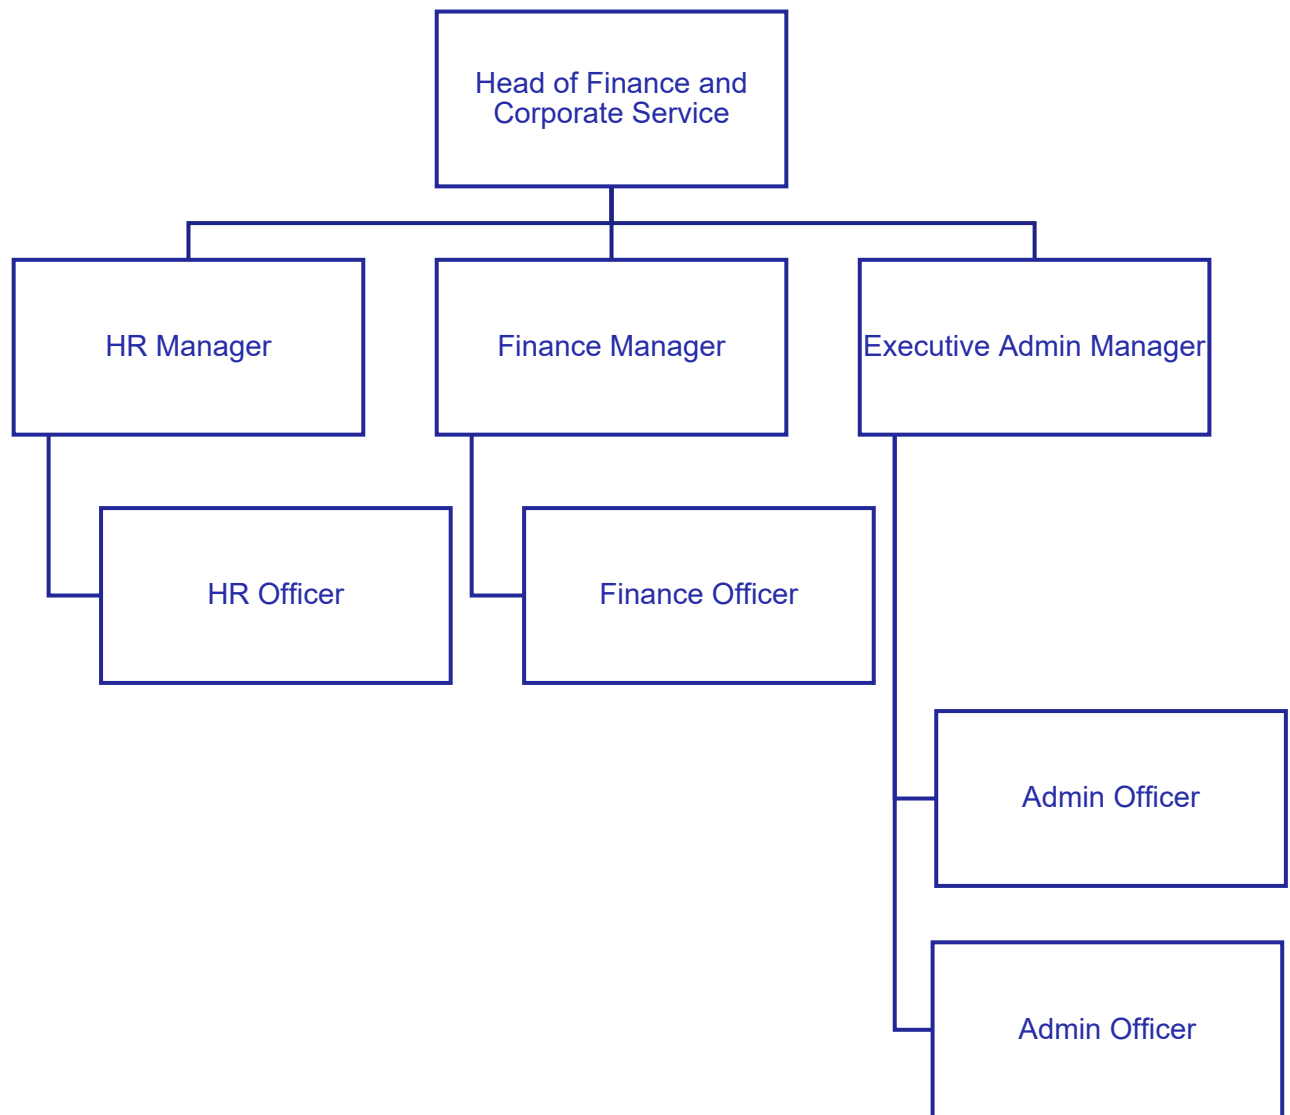 Head of Finance and
Corporate Service
HR Manager
Finance Manager
Executive Admin Manager
HR Officer
Finance Officer
Admin Officer
Admin Officer